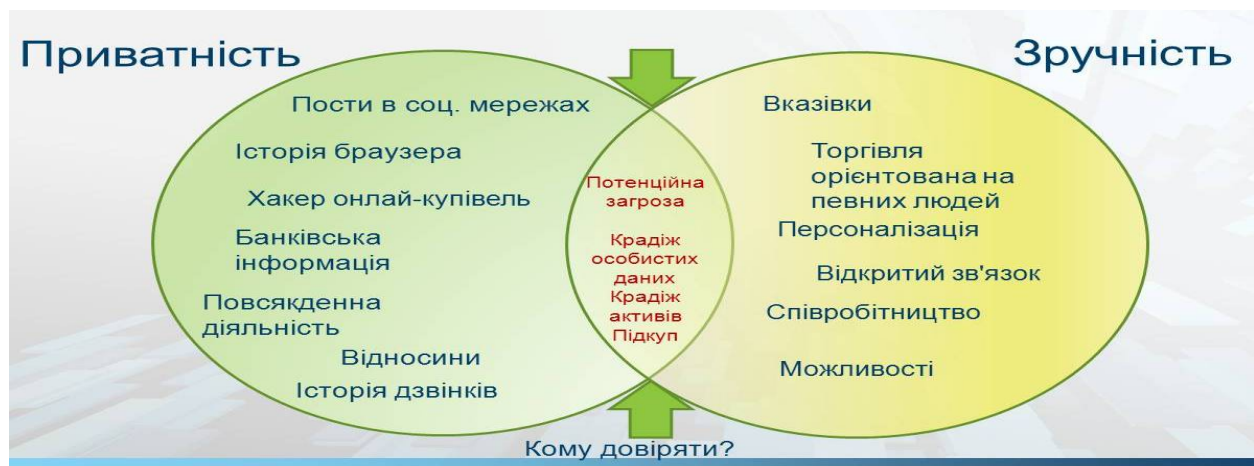 Приватність
Зручність
Пости в соц. мережах
Історія браузера
Хакер онлай-купівель
Банківська
інформація
Повсякденна
діяльність
Відносини
Історія дзвінків
Потенційна
загроза
Крадіж
особистих
даних
Крадіж
активів
Підкуп
Вказівки
Торгівля
орієнтована на
певних людей
Персоналізація
Відкритий зв'язок
Співробітництво
Можливості
Кому довіряти?